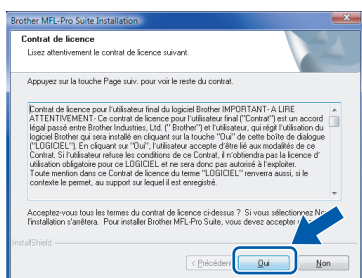 Brother MFL-Pro Suite Installation
Contrat de licence
Lisez attentivement le contrat de licence suivant.
Appuyez sur la touche Page suiv. pour voir le reste du contrat.
Contrat de licence pour l'utilisateur final du logiciel Brother IMPORTANT- A LIRE
ATTENTIVEMENT- Ce contrat de licence pour l'utilisateur final ("Contrat") est un accord
légal passé entre Brother Industries, Ltd. (" Brother") et l'utilisateur, qui régit l'utilisation du
logiciel Brother qui sera installé en cliquant sur la touche "Oui" de cette boîte de dialogue
("LOGICIEL"). En cliquant sur "Oui", l'utilisateur accepte d'être lié aux modalités de ce
Contrat. Si l'utilisateur refuse les conditions de ce Contrat, il n'obtiendra pas la licence d'
utilisation obligatoire pour ce LOGICIEL et ne sera donc pas autorisé à l'exploiter.
Toute mention dans ce Contrat de licence du terme "LOGICIEL" renverra aussi, si le
contexte le permet, au support sur lequel il est enregistré.
Acceptez-vous tous les termes du contrat de licence ci-dessus ? Si vous sélectionnez
l'installation s'arrêtera. Pour installer Brother MFL-Pro Suite, vous devez accepter
InstallShield
< Précédent
Oui
Non